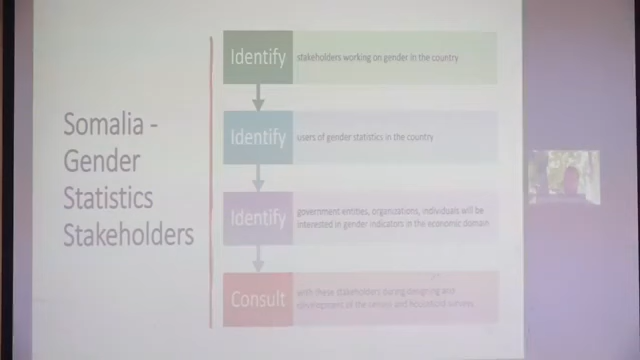 Somalia -
Gender
Statistics
Stakeholders
Identify
stakeholders working on gender in the country
Identify
users of gender statistics in the country
Identify
government entities, organizations, individuals will be
interested in gender indicators in the economic domain
Consult
with these stakeholders during designing and
development of the census and household surveys